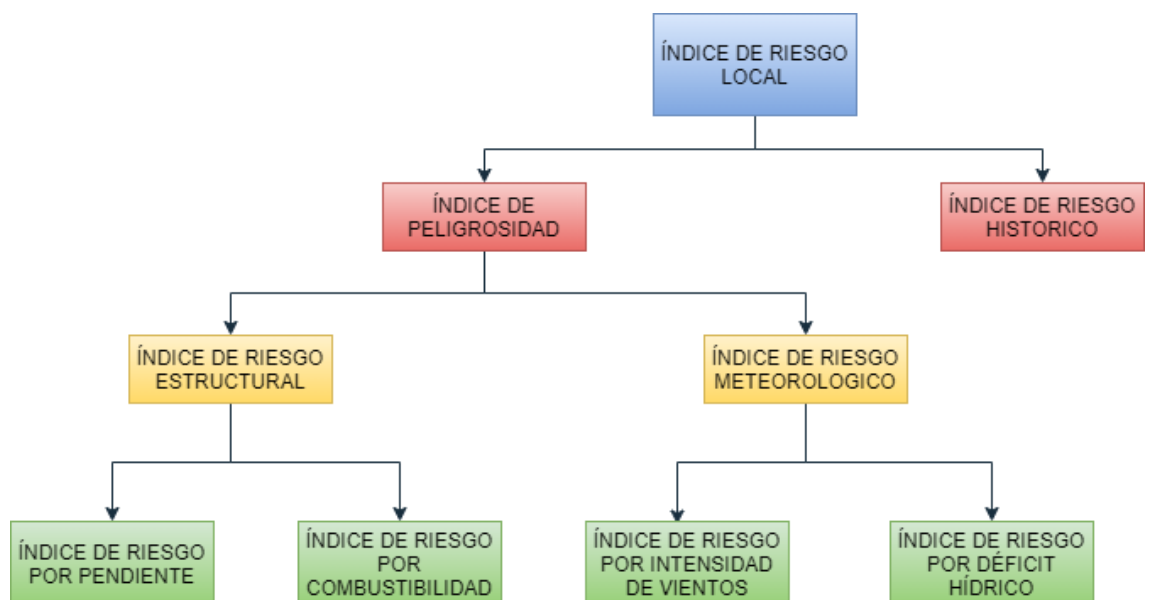 ÍNDICE DE RIESGO
LOCAL
ÍNDICE DE
PELIGROSIDAD
ÍNDICE DE RIESGO
HISTORICO
ÍNDICE DE RIESGO
ESTRUCTURAL
ÍNDICE DE RIESGO
METEOROLOGICO
ÍNDICE DE RIESGO
POR PENDIENTE
ÍNDICE DE RIESGO
POR
COMBUSTIBILIDAD
ÍNDICE DE RIESGO
POR INTENSIDAD
DE VIENTOS
ÍNDICE DE RIESGO
POR DÉFICIT
HÍDRICO